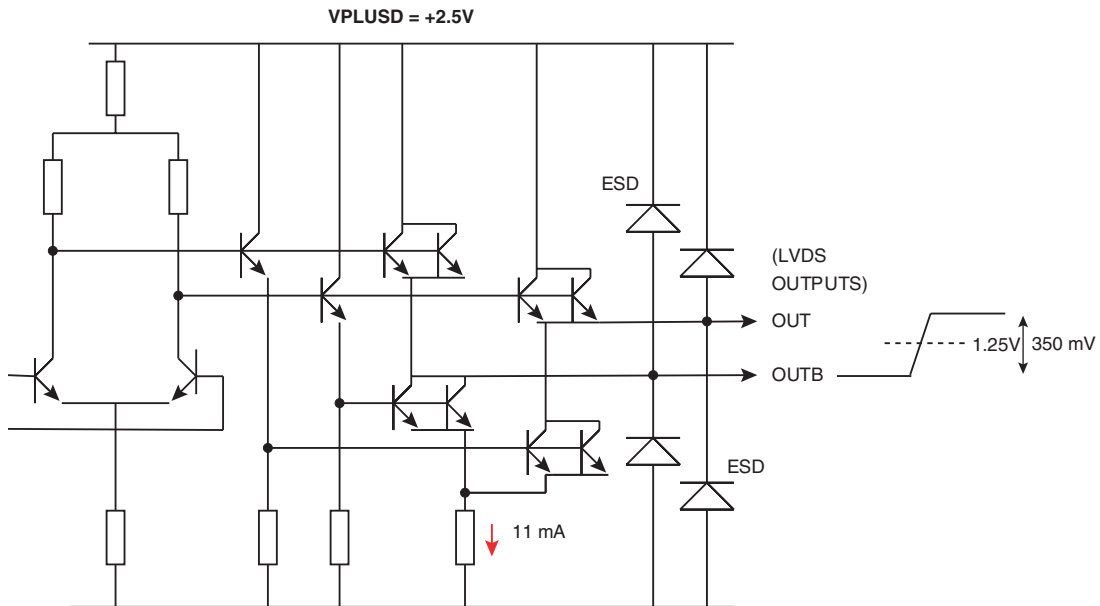 VPLUSD = +2.5V
ESD
(LVDS
OUTPUTS)
OUT
1.25V
350 mV
OUTB
ESD
11 mA